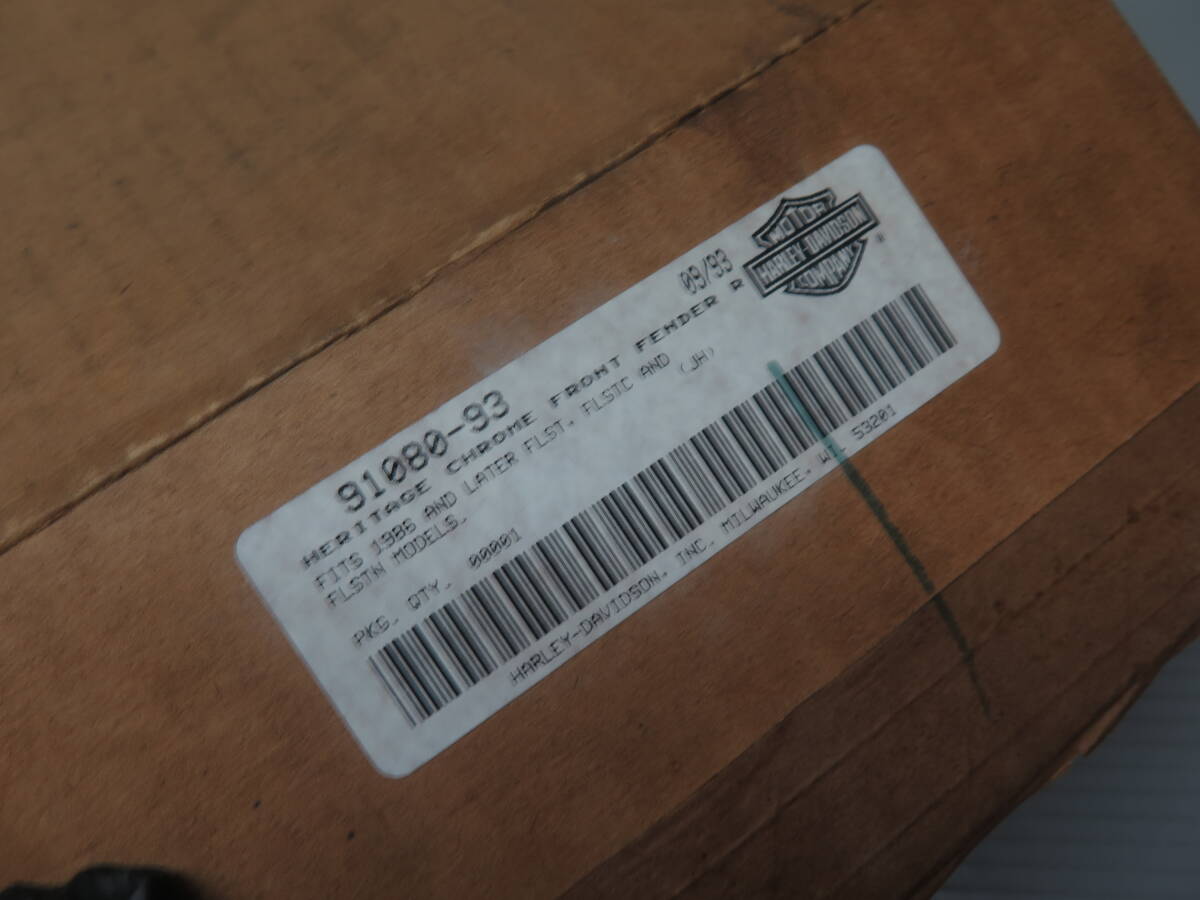 09/93
MOTOR
HARLEY-DAVIDSON
COMPANY
91080-93
HERITAGE CHROME FRONT FENDER R
FITS 1986 AND LATER FLST, FLSTC AND
FLSTN MODELS.
(JH)
PKG. QTY. 00001
HARLEY-DAVIDSON, INC. MILWAUKEE, WI 53201